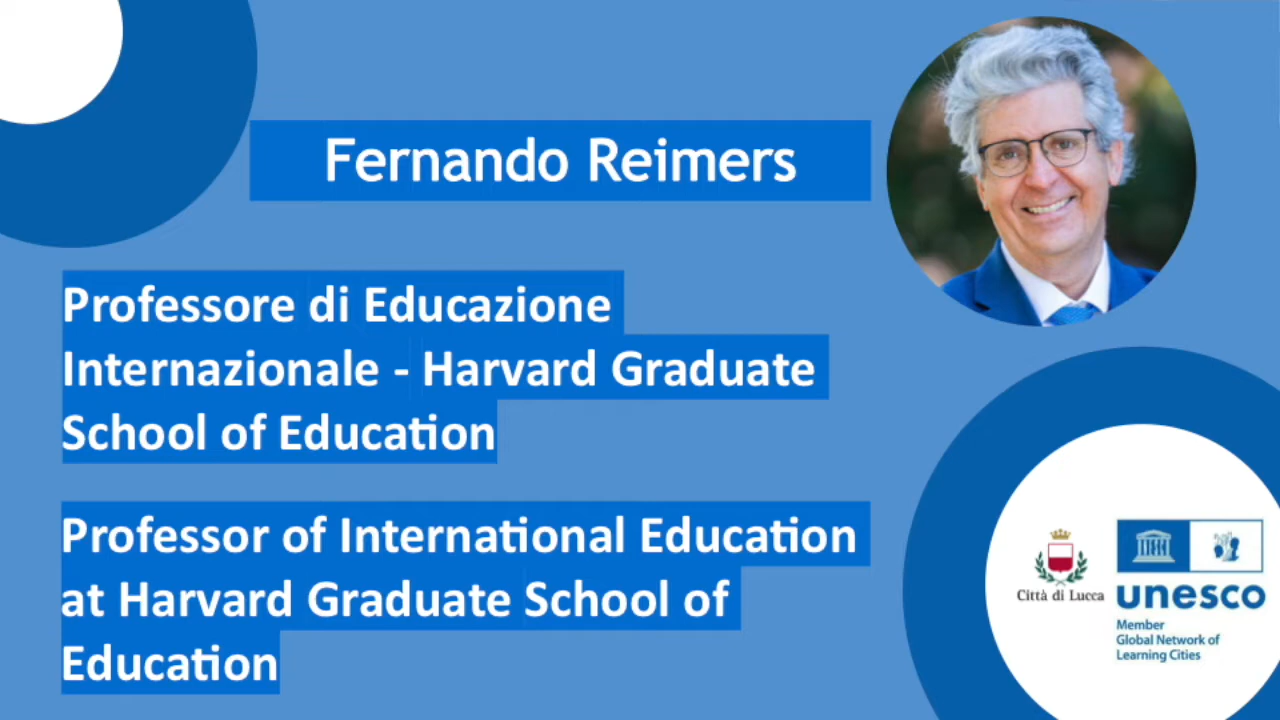 Fernando Reimers
Professore di Educazione
Internazionale - Harvard Graduate
School of Education
Professor of International Education
at Harvard Graduate School of
Education
Città di Lucca
unesco
Member
Global Network of
Learning Cities